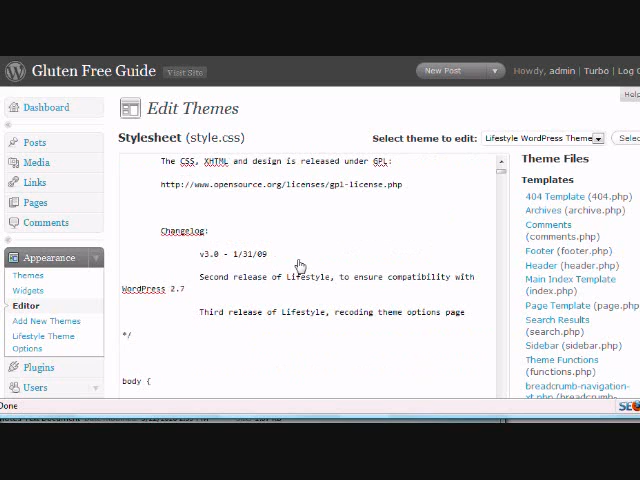 Gluten Free Guide
Visit Site
New Post
Howdy, admin | Turbo | Log O
Help
Dashboard
Posts
Media
Links
Pages
Comments
Appearance
Themes
Widgets
Editor
Add New Themes
Lifestyle Theme
Options
Plugins
Users
Edit Themes
Stylesheet (style.css)
Select theme to edit:
Lifestyle WordPress Theme
Selec
The CSS, XHTML and design is released under GPL:
http://www.opensource.org/licenses/gpl-license.php
Changelog:
v3.0 - 1/31/09
Second release of Lifestyle, to ensure compatibility with
WordPress 2.7
Third release of Lifestyle, recoding theme options page
*/
body {
Theme Files
Templates
404 Template (404.php)
Archives (archive.php)
Comments
(comments.php)
Footer (footer.php)
Header (header.php)
Main Index Template
(index.php)
Page Template (page.php)
Search Results
(search.php)
Sidebar (sidebar.php)
Theme Functions
(functions.php)
breadcrumb-navigation-
xt.php (breadcrumb-
Done